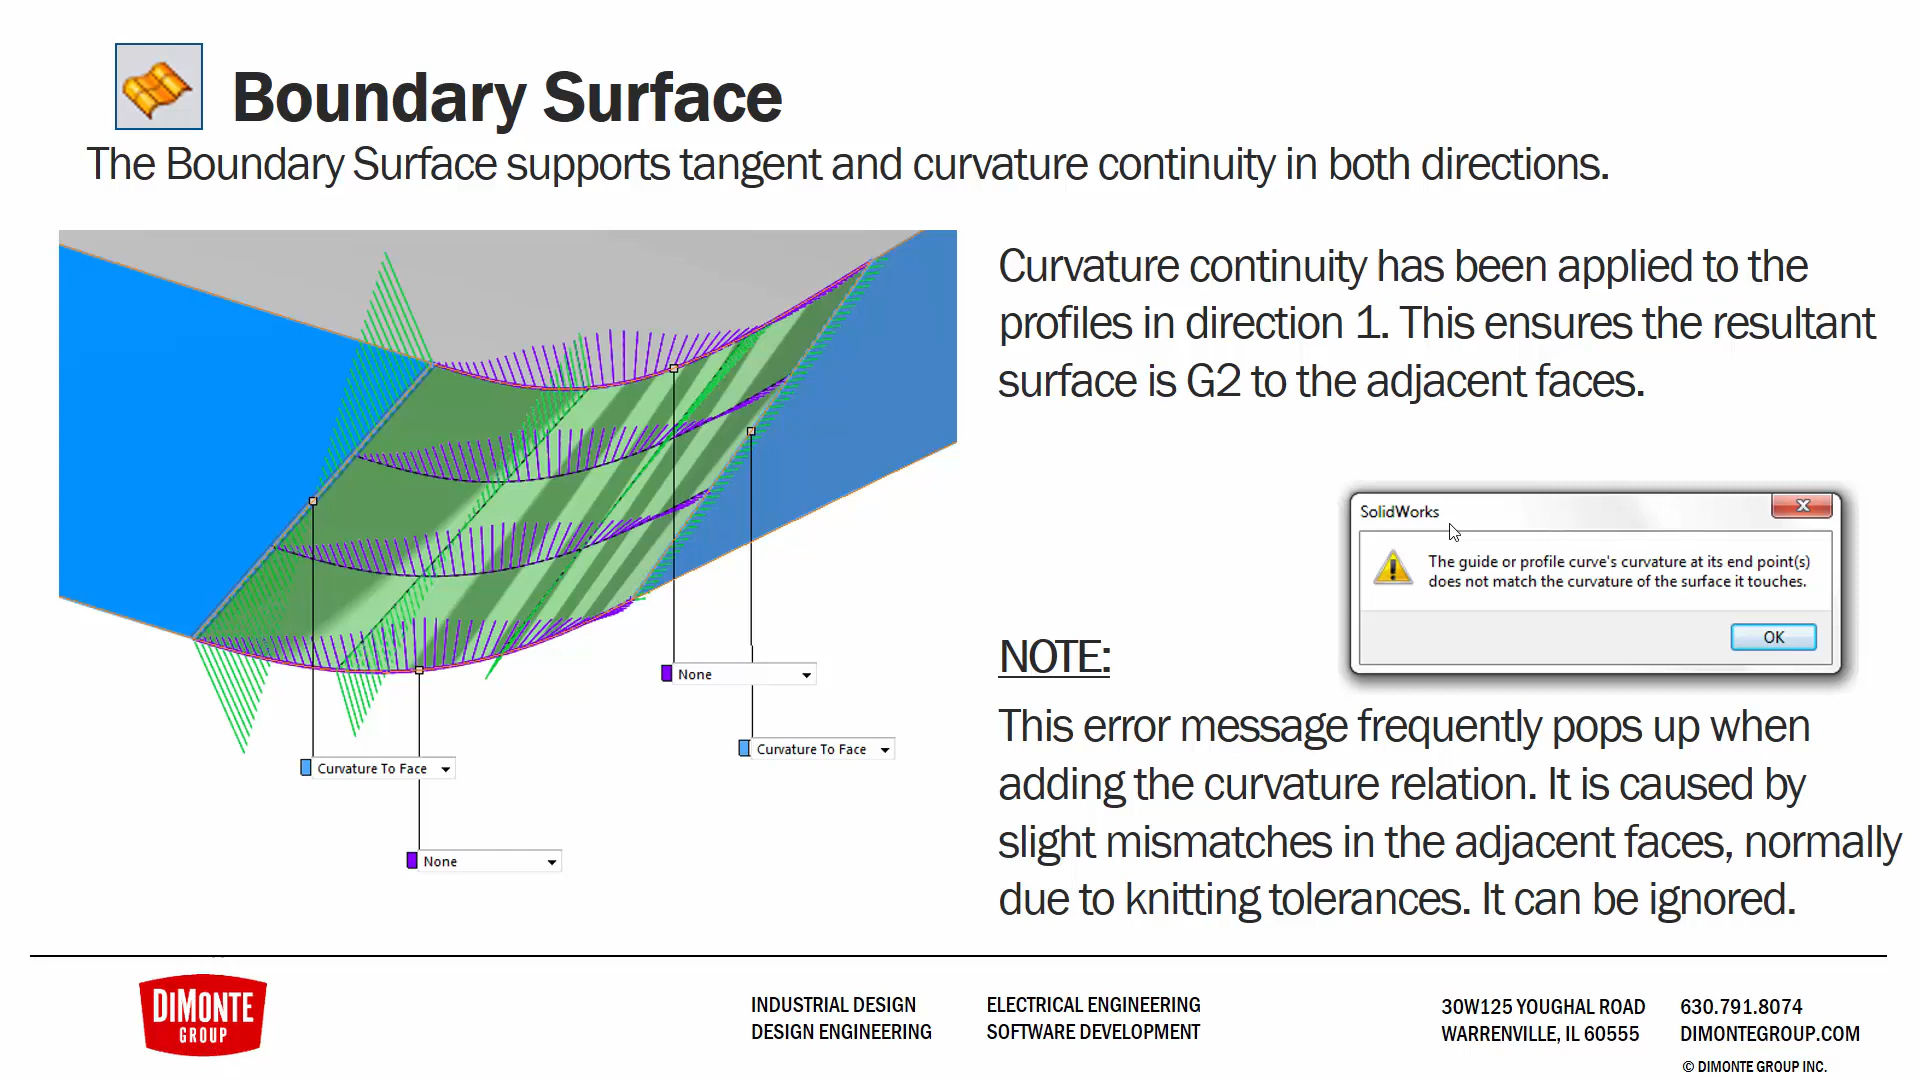 Boundary Surface
The Boundary Surface supports tangent and curvature continuity in both directions.
Curvature continuity has been applied to the
profiles in direction 1. This ensures the resultant
surface is G2 to the adjacent faces.
SolidWorks
The guide or profile curve's curvature at its end point(s)
does not match the curvature of the surface it touches.
OK
None
Curvature To Face
Curvature To Face
None
NOTE:
This error message frequently pops up when
adding the curvature relation. It is caused by
slight mismatches in the adjacent faces, normally
due to knitting tolerances. It can be ignored.
DIMONTE
GROUP
INDUSTRIAL DESIGN
DESIGN ENGINEERING
ELECTRICAL ENGINEERING
SOFTWARE DEVELOPMENT
30W125 YOUGHAL ROAD
WARRENVILLE, IL 60555
630.791.8074
DIMONTEGROUP.COM
© DIMONTE GROUP INC.